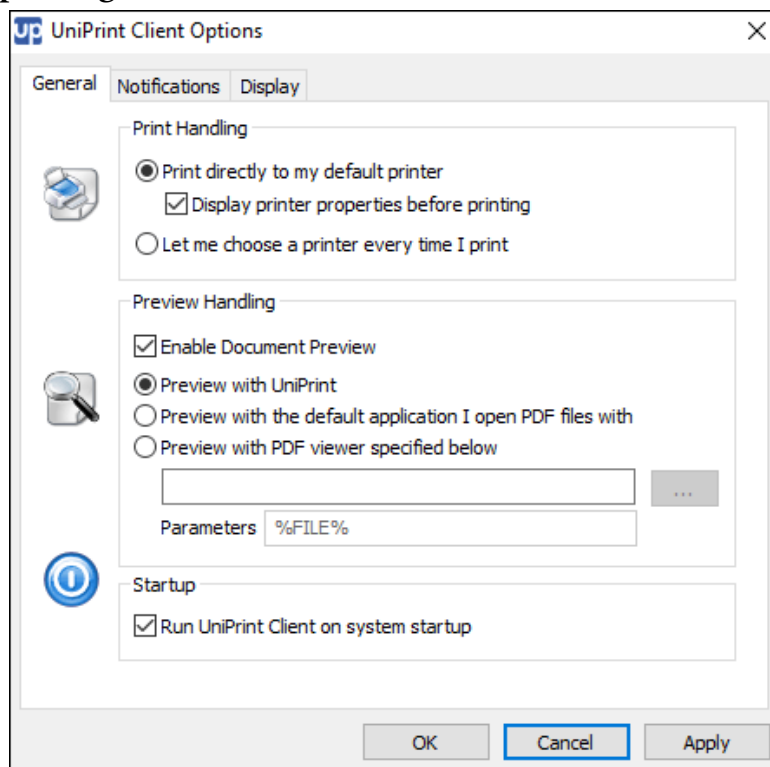 up UniPrint Client Options
General Notifications Display
Print Handling
Print directly to my default printer
Display printer properties before printing
Let me choose a printer every time I print
Preview Handling
Enable Document Preview
Preview with UniPrint
Preview with the default application I open PDF files with
Preview with PDF viewer specified below
...
Parameters %FILE%
Startup
Run UniPrint Client on system startup
OK Cancel Apply